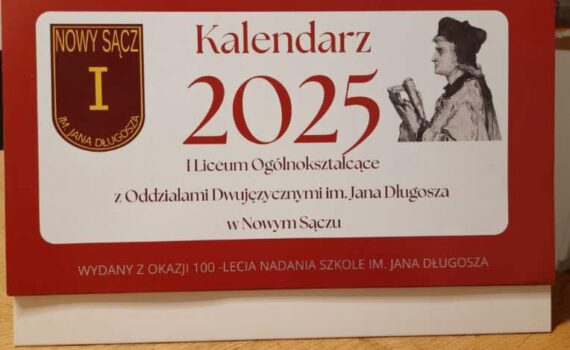 NOWY SĄCZ
I
IM. JANA DŁUGOSZA
Kalendarz
2025
I Liceum Ogólnokształcące
z Oddziałami Dwujęzycznymi im. Jana Długosza
w Nowym Sączu
WYDANY Z OKAZJI 100 -LECIA NADANIA SZKOLE IM. JANA DŁUGOSZA